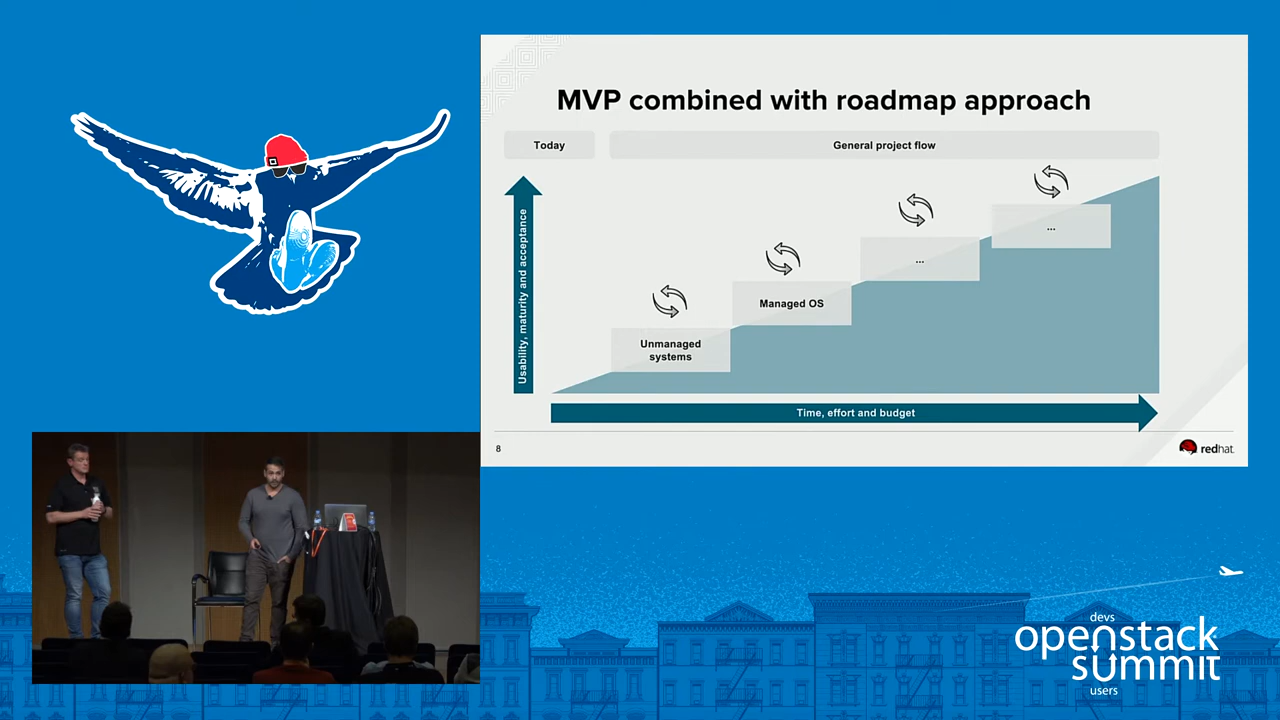 MVP combined with roadmap approach
Today
General project flow
Usability, maturity and acceptance
...
...
Managed OS
Unmanaged
systems
Time, effort and budget
8
redhat.
devs
openstack
summit
users